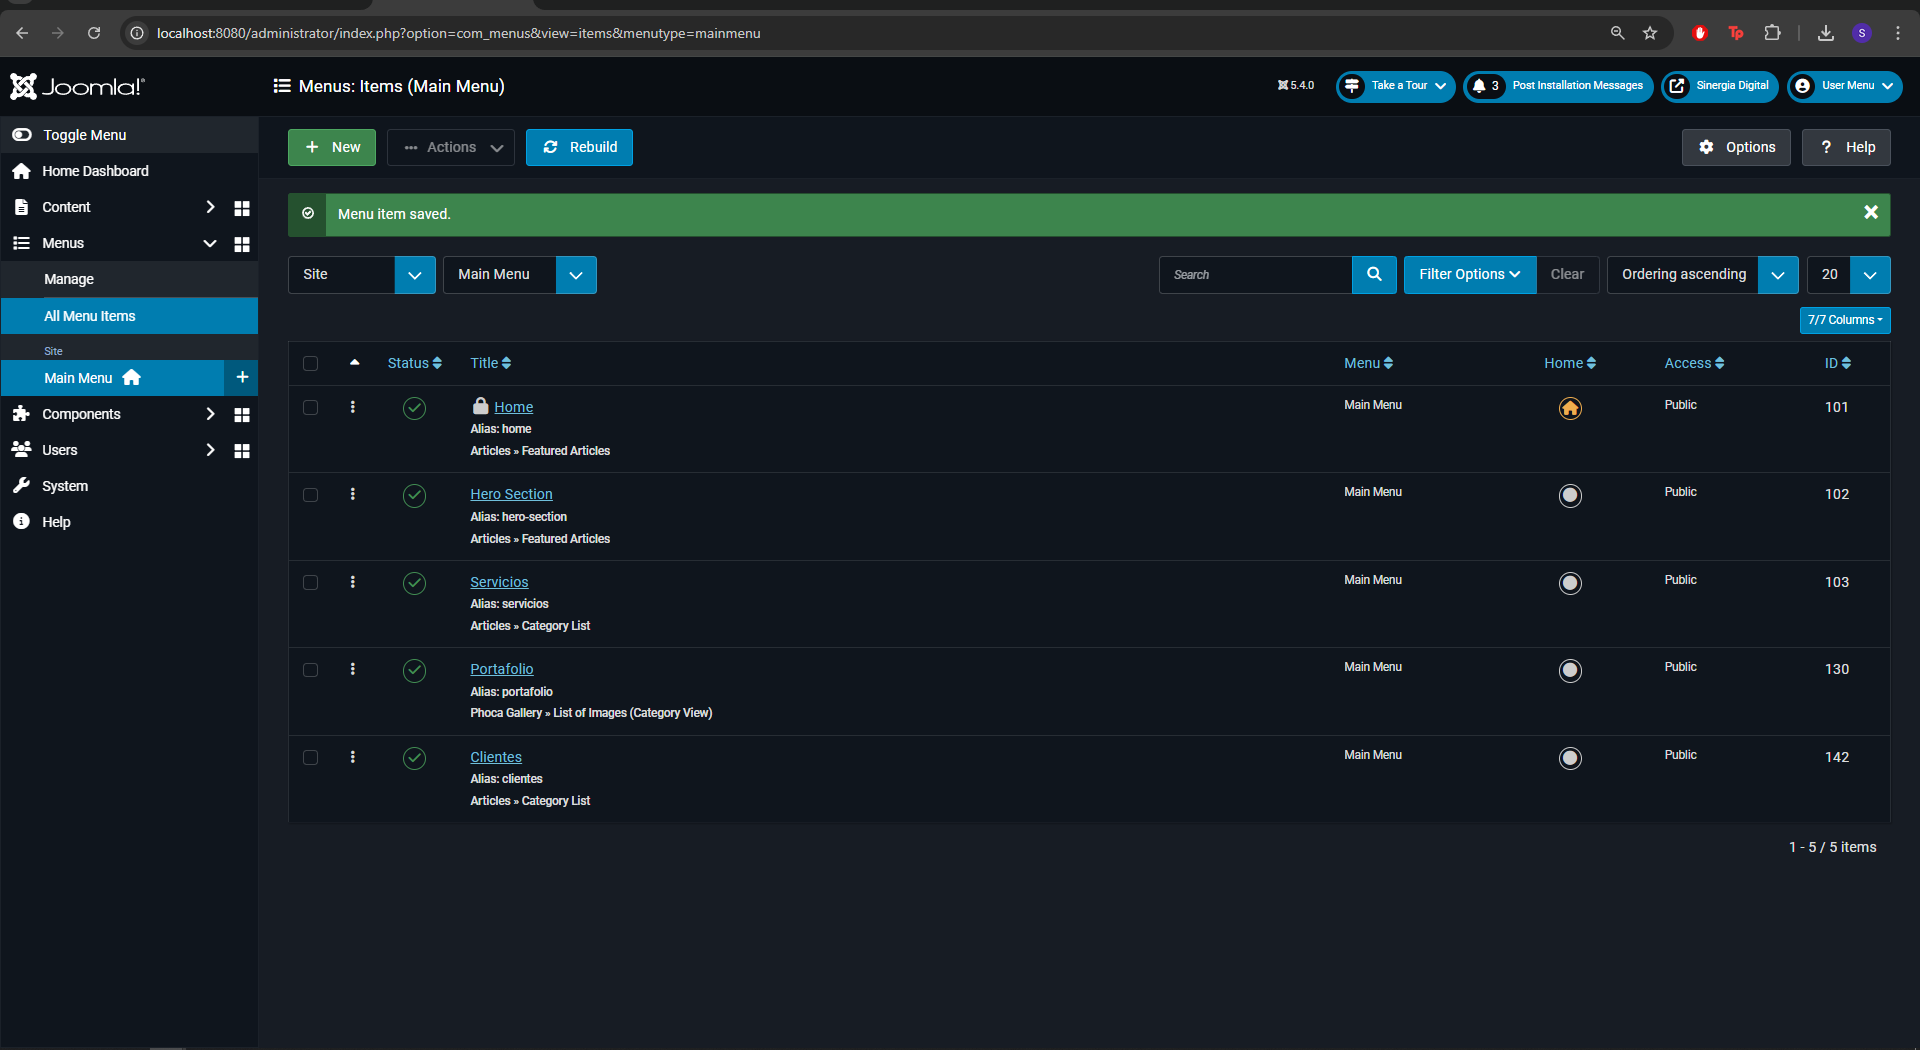 localhost:8080/administrator/index.php?option=com_menus&view=items&menutype=mainmenu
Tp
S
Joomla!®
Menus: Items (Main Menu)
5.4.0
Take a Tour
3 Post Installation Messages
Sinergia Digital
User Menu
Toggle Menu
Home Dashboard
Content
Menus
Manage
All Menu Items
Site
Main Menu
Components
Users
System
Help
New
Actions
Rebuild
Options
? Help
Menu item saved.
Site
Main Menu
Search
Filter Options
Clear
Ordering ascending
20
7/7 Columns
Status Title Menu Home Access ID
Home Main Menu Public 101
Alias: home
Articles » Featured Articles
Hero Section Main Menu Public 102
Alias: hero-section
Articles » Featured Articles
Servicios Main Menu Public 103
Alias: servicios
Articles » Category List
Portafolio Main Menu Public 130
Alias: portafolio
Phoca Gallery » List of Images (Category View)
Clientes Main Menu Public 142
Alias: clientes
Articles » Category List
1 - 5 / 5 items